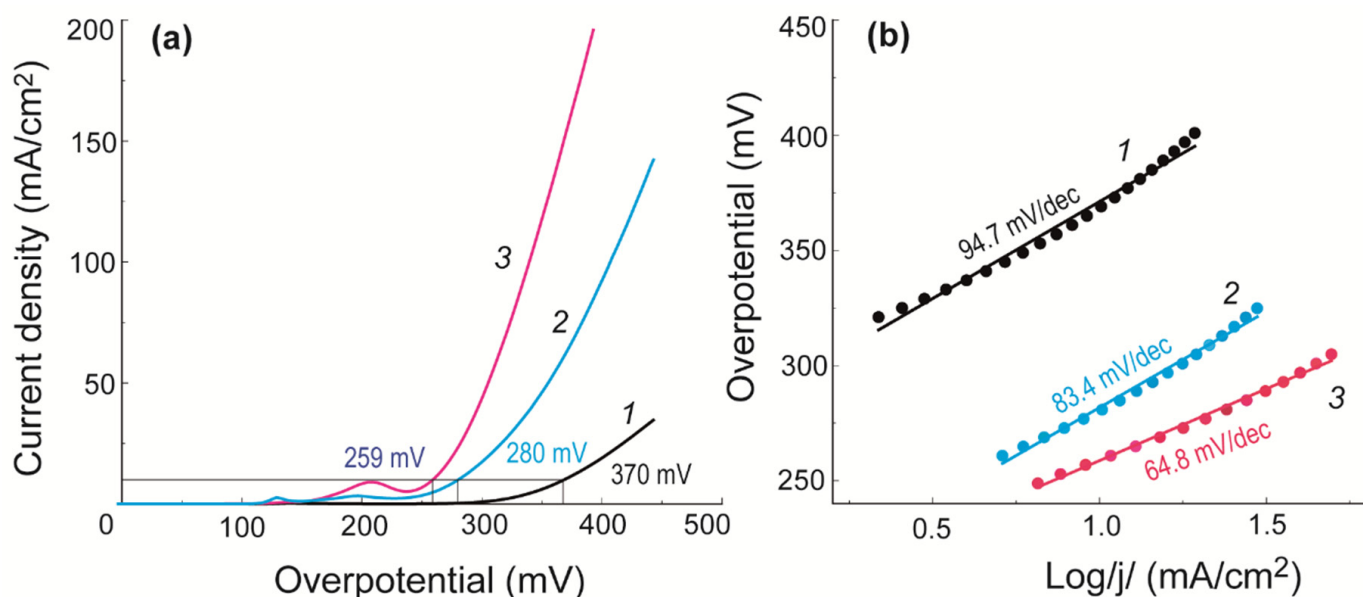 (a)
Current density (mA/cm²)
200
150
100
50
0
100
200
300
400
500
Overpotential (mV)
3
2
1
259 mV
280 mV
370 mV
(b)
Overpotential (mV)
450
400
350
300
250
0.5
1.0
1.5
Log/j/ (mA/cm²)
1
94.7 mV/dec
2
83.4 mV/dec
3
64.8 mV/dec